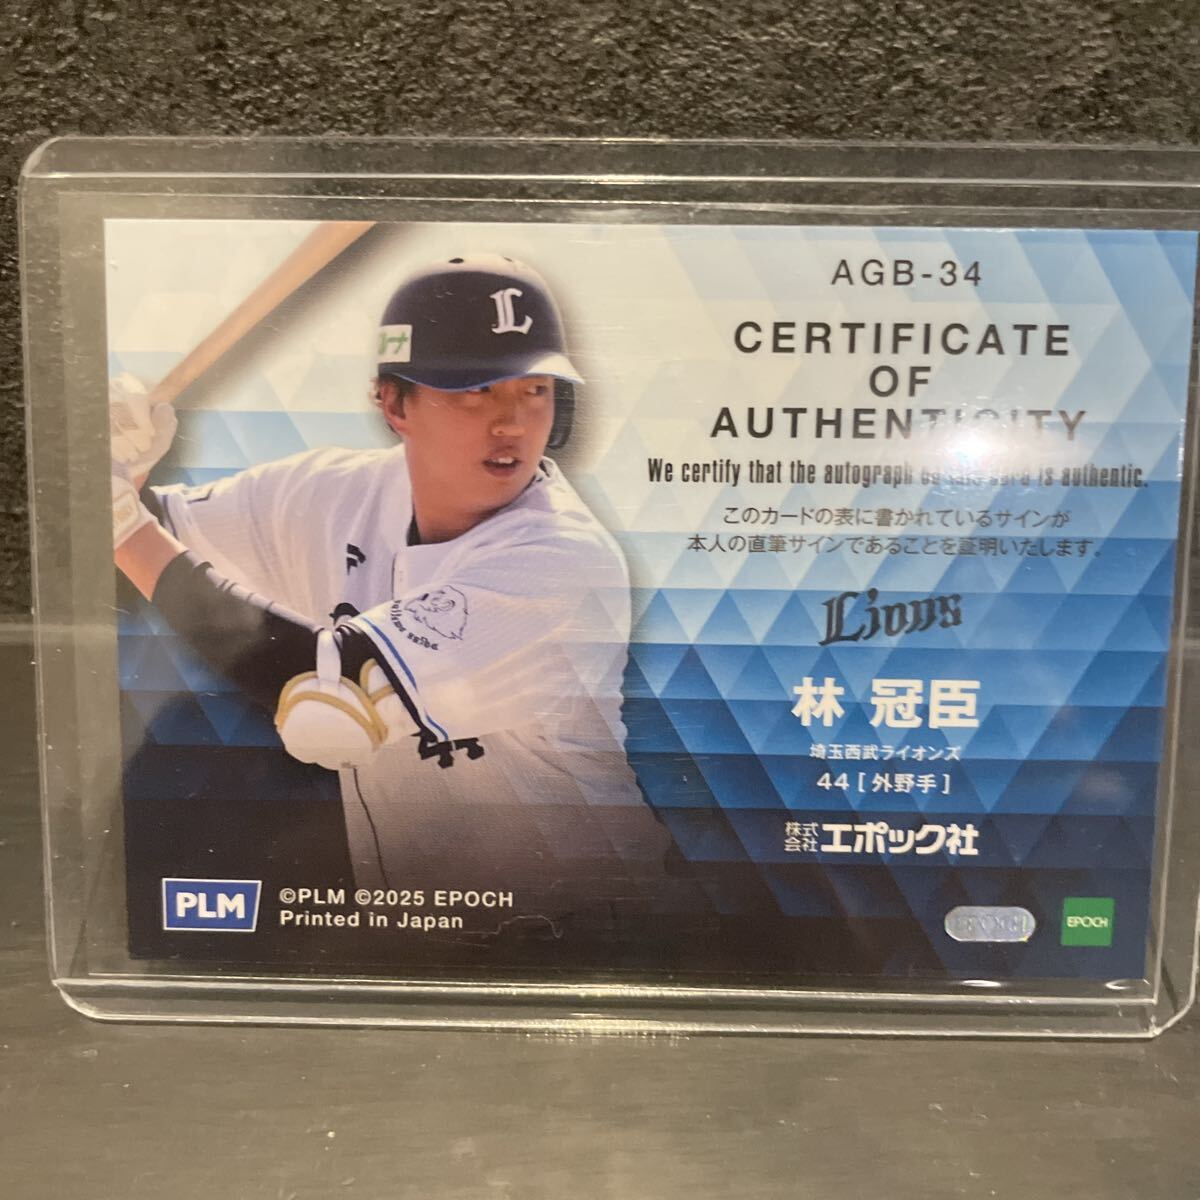 AGB-34
CERTIFICATE
OF
AUTHENTICITY
We certify that the autograph on this card is authentic.
このカードの表に書かれているサインが
本人の直筆サインであることを証明いたします。
Lions
林 冠臣
埼玉西武ライオンズ
44 [ 外野手 ]
株式会社 エポック社
PLM
©PLM ©2025 EPOCH
Printed in Japan
EPOCH
EPOCH
L